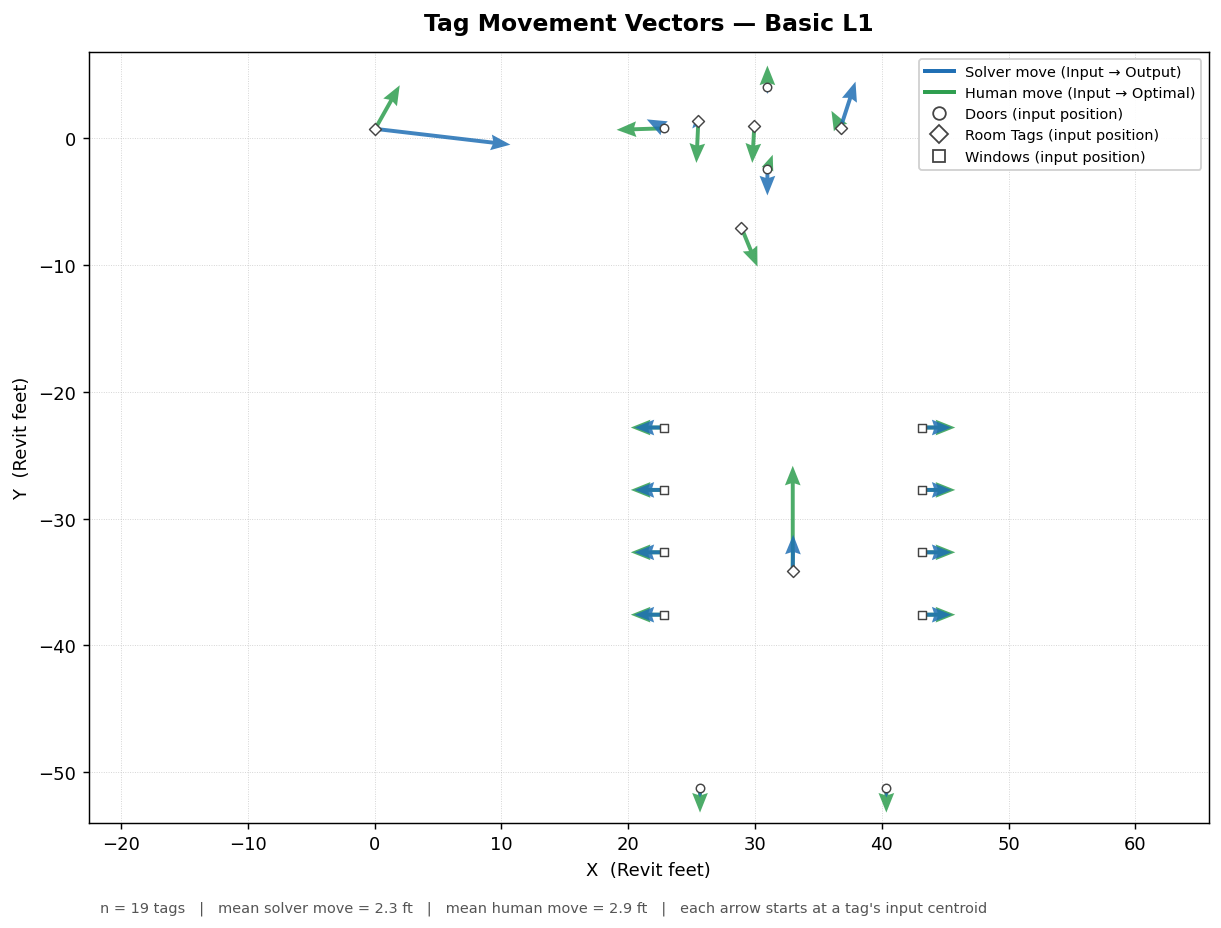 Tag Movement Vectors — Basic L1
Solver move (Input → Output)
Human move (Input → Optimal)
Doors (input position)
Room Tags (input position)
Windows (input position)
0
−10
−20
−30
−40
−50
Y (Revit feet)
−20 −10 0 10 20 30 40 50 60
X (Revit feet)
n = 19 tags | mean solver move = 2.3 ft | mean human move = 2.9 ft | each arrow starts at a tag's input centroid